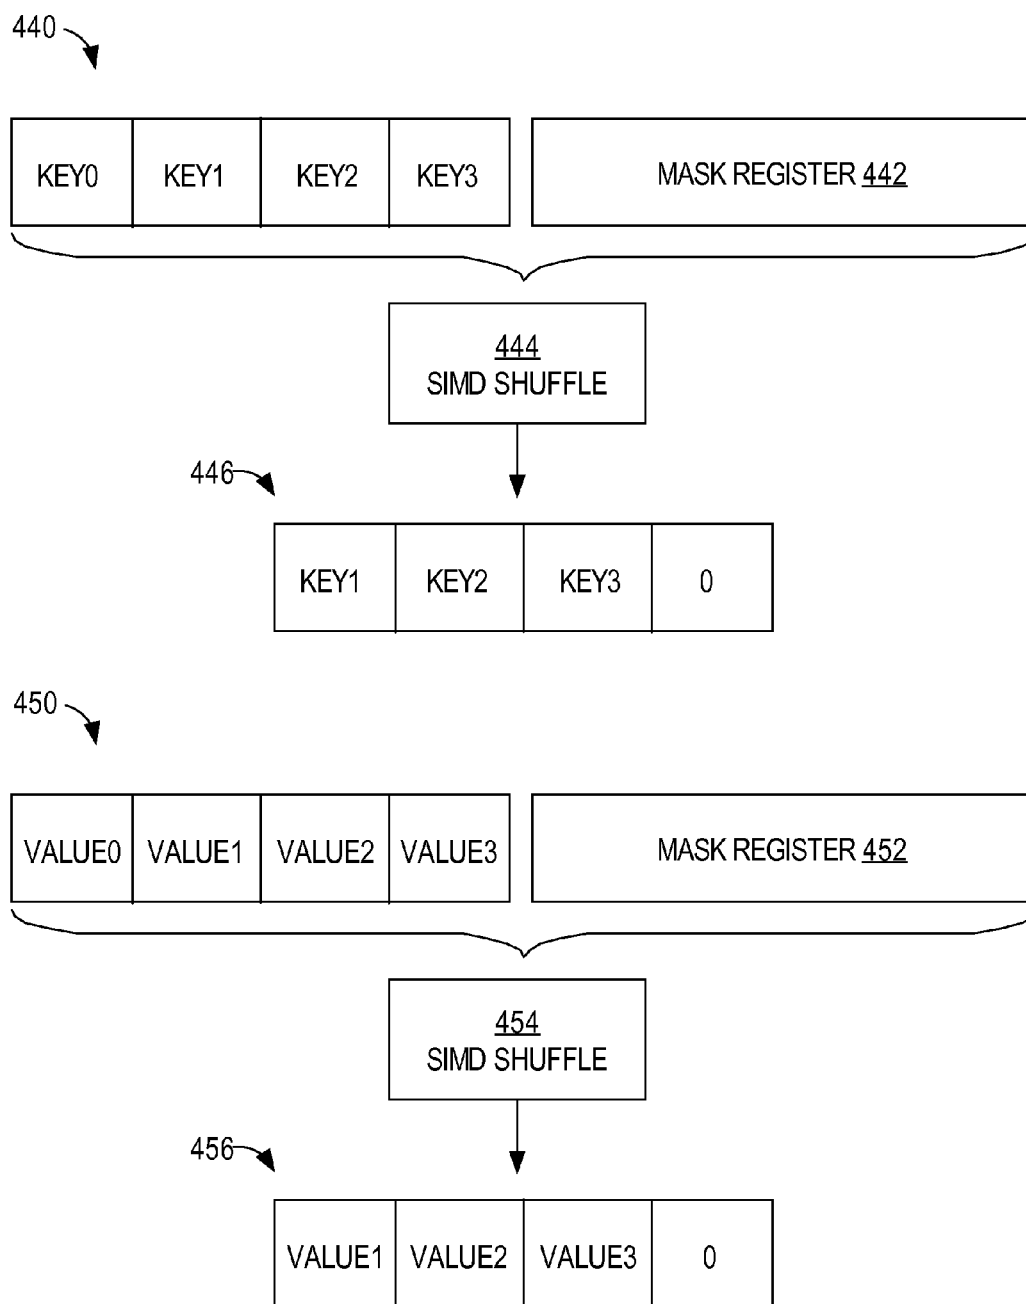 440
KEY0 KEY1 KEY2 KEY3 MASK REGISTER 442
444
SIMD SHUFFLE
446
KEY1 KEY2 KEY3 0
450
VALUE0 VALUE1 VALUE2 VALUE3 MASK REGISTER 452
454
SIMD SHUFFLE
456
VALUE1 VALUE2 VALUE3 0